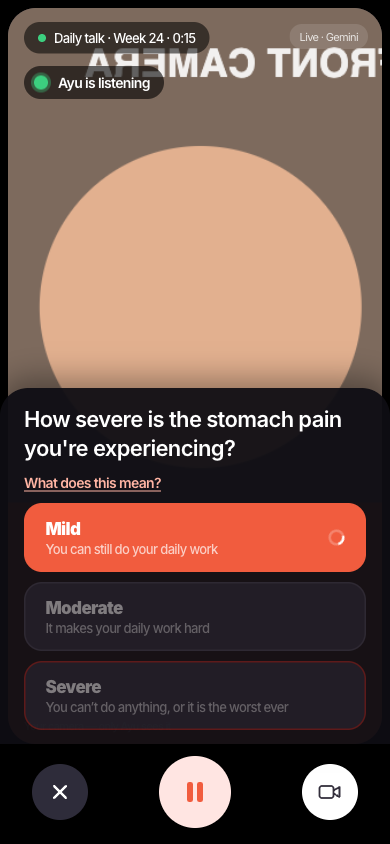 Daily talk · Week 24 · 0:15
Live · Gemini
FRONT CAMERA
Ayu is listening
How severe is the stomach pain
you're experiencing?
What does this mean?
Mild
You can still do your daily work
Moderate
It makes your daily work hard
Severe
You can't do anything, or it is the worst ever